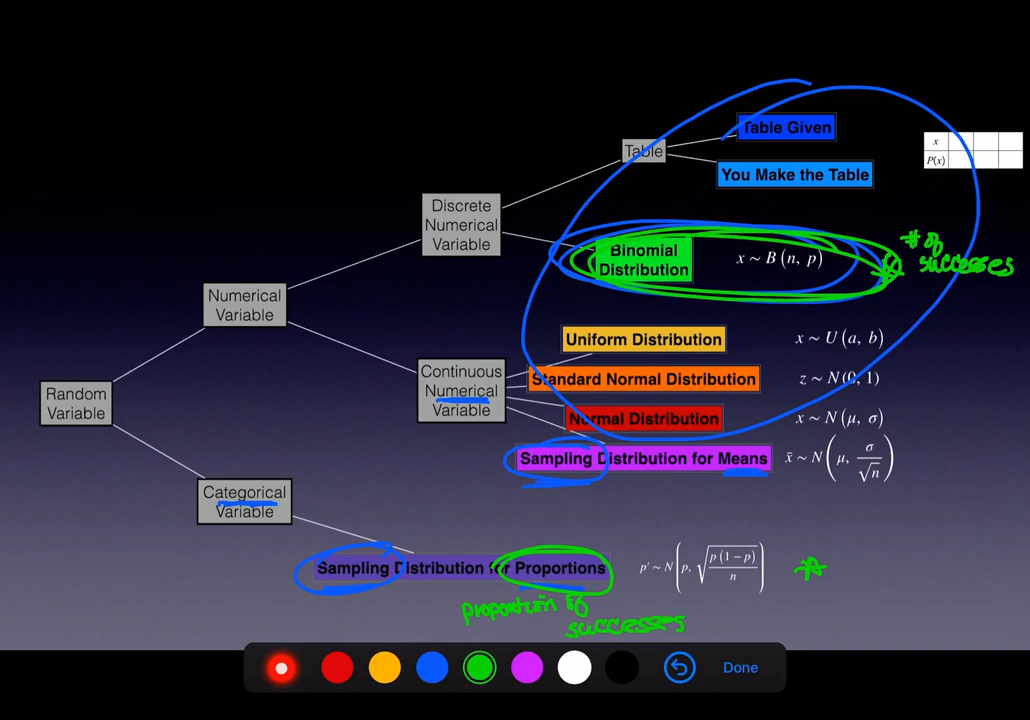 Table Given
Table
You Make the Table
x
P(x)
Discrete
Numerical
Variable
Binomial
Distribution
x ~ B (n, p)
# of
successes
Numerical
Variable
Uniform Distribution
x ~ U (a, b)
Continuous
Numerical
Variable
Standard Normal Distribution
z ~ N(0, 1)
Random
Variable
Normal Distribution
x ~ N (μ, σ)
Sampling Distribution for Means
x̄ ~ N (μ, σ/√n)
Categorical
Variable
Sampling Distribution for Proportions
p′ ~ N (p, √(p (1 − p)/n))
proportion of
successes
Done